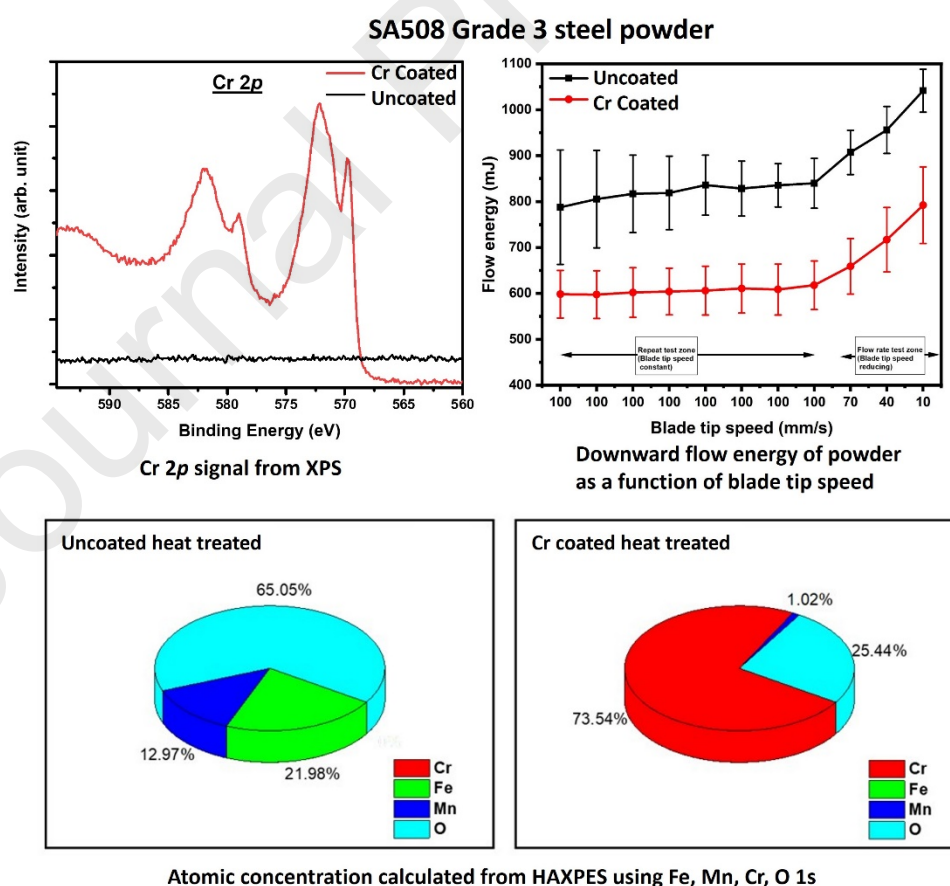 SA508 Grade 3 steel powder
Journal P
Cr 2p
Cr Coated
Uncoated
Intensity (arb. unit)
590 585 580 575 570 565 560
Binding Energy (eV)
Cr 2p signal from XPS
Uncoated
Cr Coated
Flow energy (mJ)
1100
1000
900
800
700
600
500
400
Repeat test zone
(Blade tip speed
constant)
Flow rate test zone
(Blade tip speed
reducing)
100 100 100 100 100 100 100 100 70 40 10
Blade tip speed (mm/s)
Downward flow energy of powder
as a function of blade tip speed
Uncoated heat treated
65.05%
12.97%
21.98%
Cr
Fe
Mn
O
Cr coated heat treated
1.02%
25.44%
73.54%
Cr
Fe
Mn
O
Atomic concentration calculated from HAXPES using Fe, Mn, Cr, O 1s